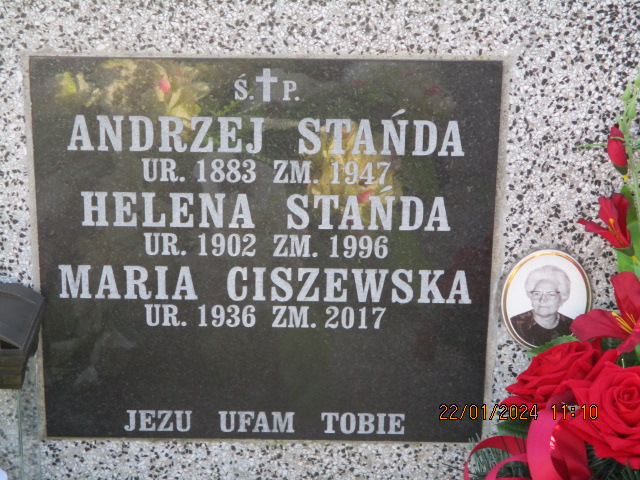 Ś.✝P.
ANDRZEJ STAŃDA
UR. 1883 ZM. 1947
HELENA STAŃDA
UR. 1902 ZM. 1996
MARIA CISZEWSKA
UR. 1936 ZM. 2017
JEZU UFAM TOBIE
22/01/2024 11:10